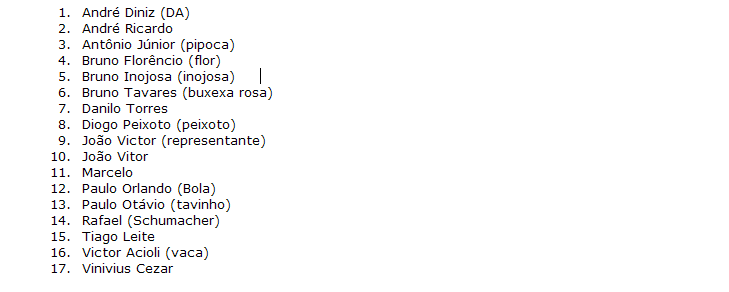 1. André Diniz (DA)
2. André Ricardo
3. Antônio Júnior (pipoca)
4. Bruno Florêncio (flor)
5. Bruno Inojosa (inojosa)
6. Bruno Tavares (buxexa rosa)
7. Danilo Torres
8. Diogo Peixoto (peixoto)
9. João Victor (representante)
10. João Vitor
11. Marcelo
12. Paulo Orlando (Bola)
13. Paulo Otávio (tavinho)
14. Rafael (Schumacher)
15. Tiago Leite
16. Victor Acioli (vaca)
17. Vinivius Cezar